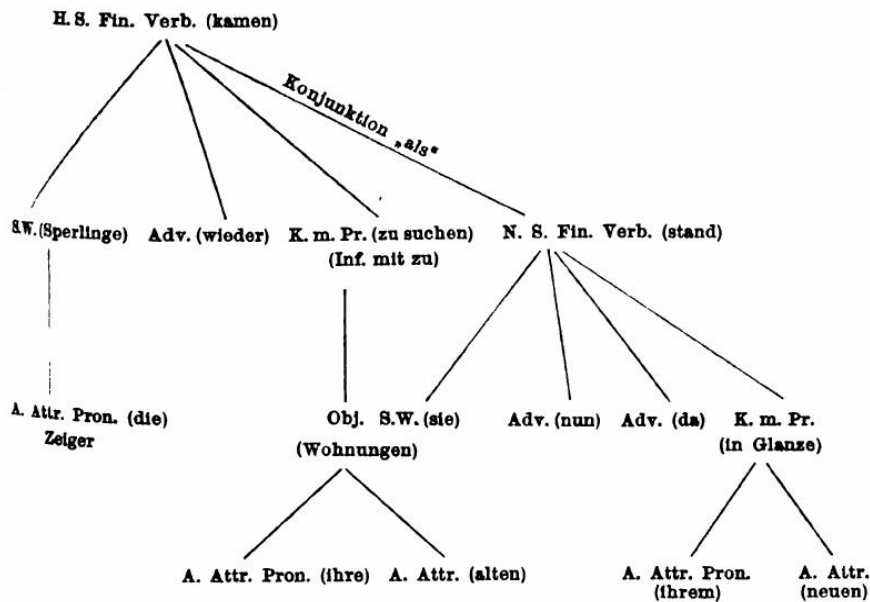 H. S. Fin. Verb. (kamen)
Konjunktion „als“
S.W. (Sperlinge) Adv. (wieder) K. m. Pr. (zu suchen) N. S. Fin. Verb. (stand)
(Inf. mit zu)
A. Attr. Pron. (die) Obj. S.W. (sie) Adv. (nun) Adv. (da) K. m. Pr.
Zeiger (Wohnungen) (in Glanze)
A. Attr. Pron. (ihre) A. Attr. (alten) A. Attr. Pron. A. Attr.
(ihrem) (neuen)